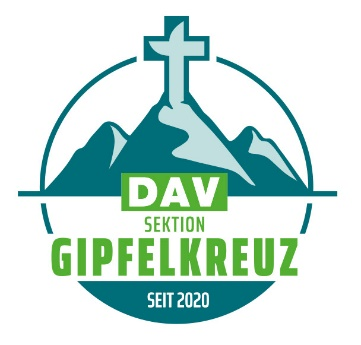 DAV
SEKTION
GIPFELKREUZ
SEIT 2020